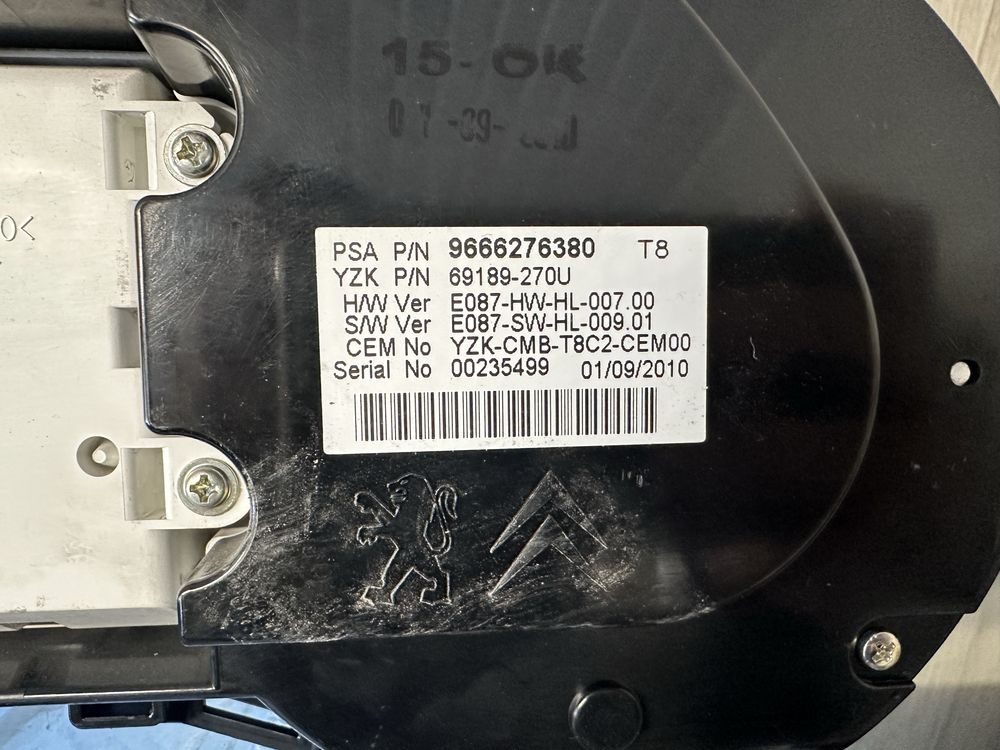 15-OK
PSA P/N 9666276380 T8
YZK P/N 69189-270U
H/W Ver E087-HW-HL-007.00
S/W Ver E087-SW-HL-009.01
CEM No YZK-CMB-T8C2-CEM00
Serial No 00235499 01/09/2010